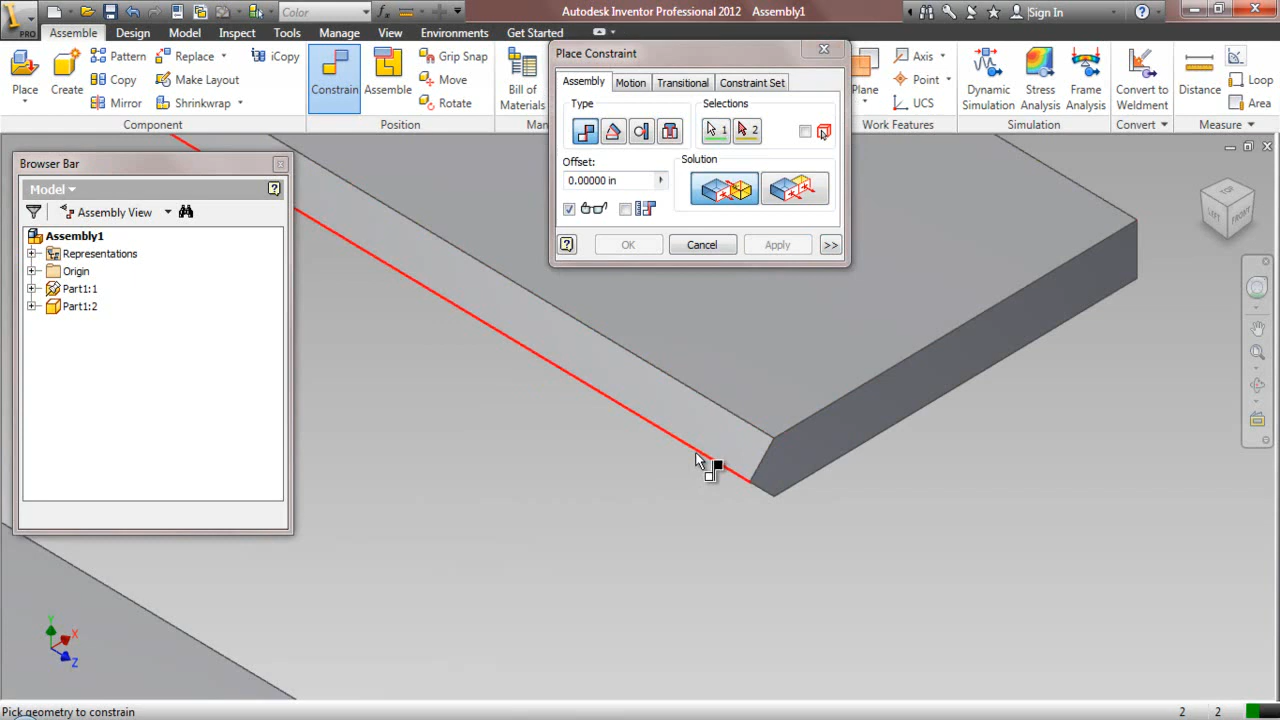 PRO
Color
Autodesk Inventor Professional 2012 Assembly1
Sign In
Assemble Design Model Inspect Tools Manage View Environments Get Started
Place
Create
Pattern
Copy
Mirror
Replace
Make Layout
Shrinkwrap
iCopy
Component
Constrain
Assemble
Grip Snap
Move
Rotate
Position
Bill of
Materials
Plane
Axis
Point
UCS
Work Features
Dynamic
Simulation
Stress
Analysis
Frame
Analysis
Simulation
Convert to
Weldment
Convert
Distance
Loop
Area
Measure
Place Constraint
Assembly Motion Transitional Constraint Set
Type
Selections
1 2
Offset:
0.00000 in
Solution
OK Cancel Apply >>
Browser Bar
Model
Assembly View
Assembly1
Representations
Origin
Part1:1
Part1:2
TOP
LEFT
FRONT
Y
X
Z
Pick geometry to constrain
2 2